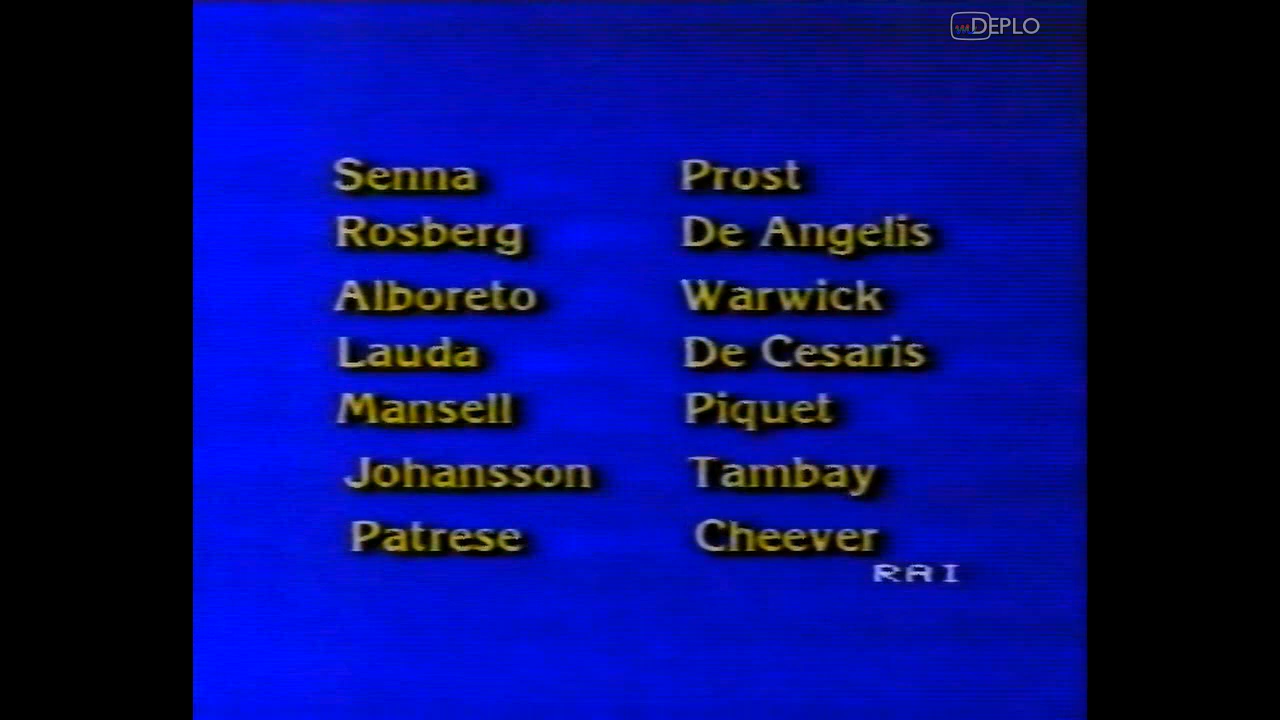 DEPLO
Senna Prost
Rosberg De Angelis
Alboreto Warwick
Lauda De Cesaris
Mansell Piquet
Johansson Tambay
Patrese Cheever
RAI